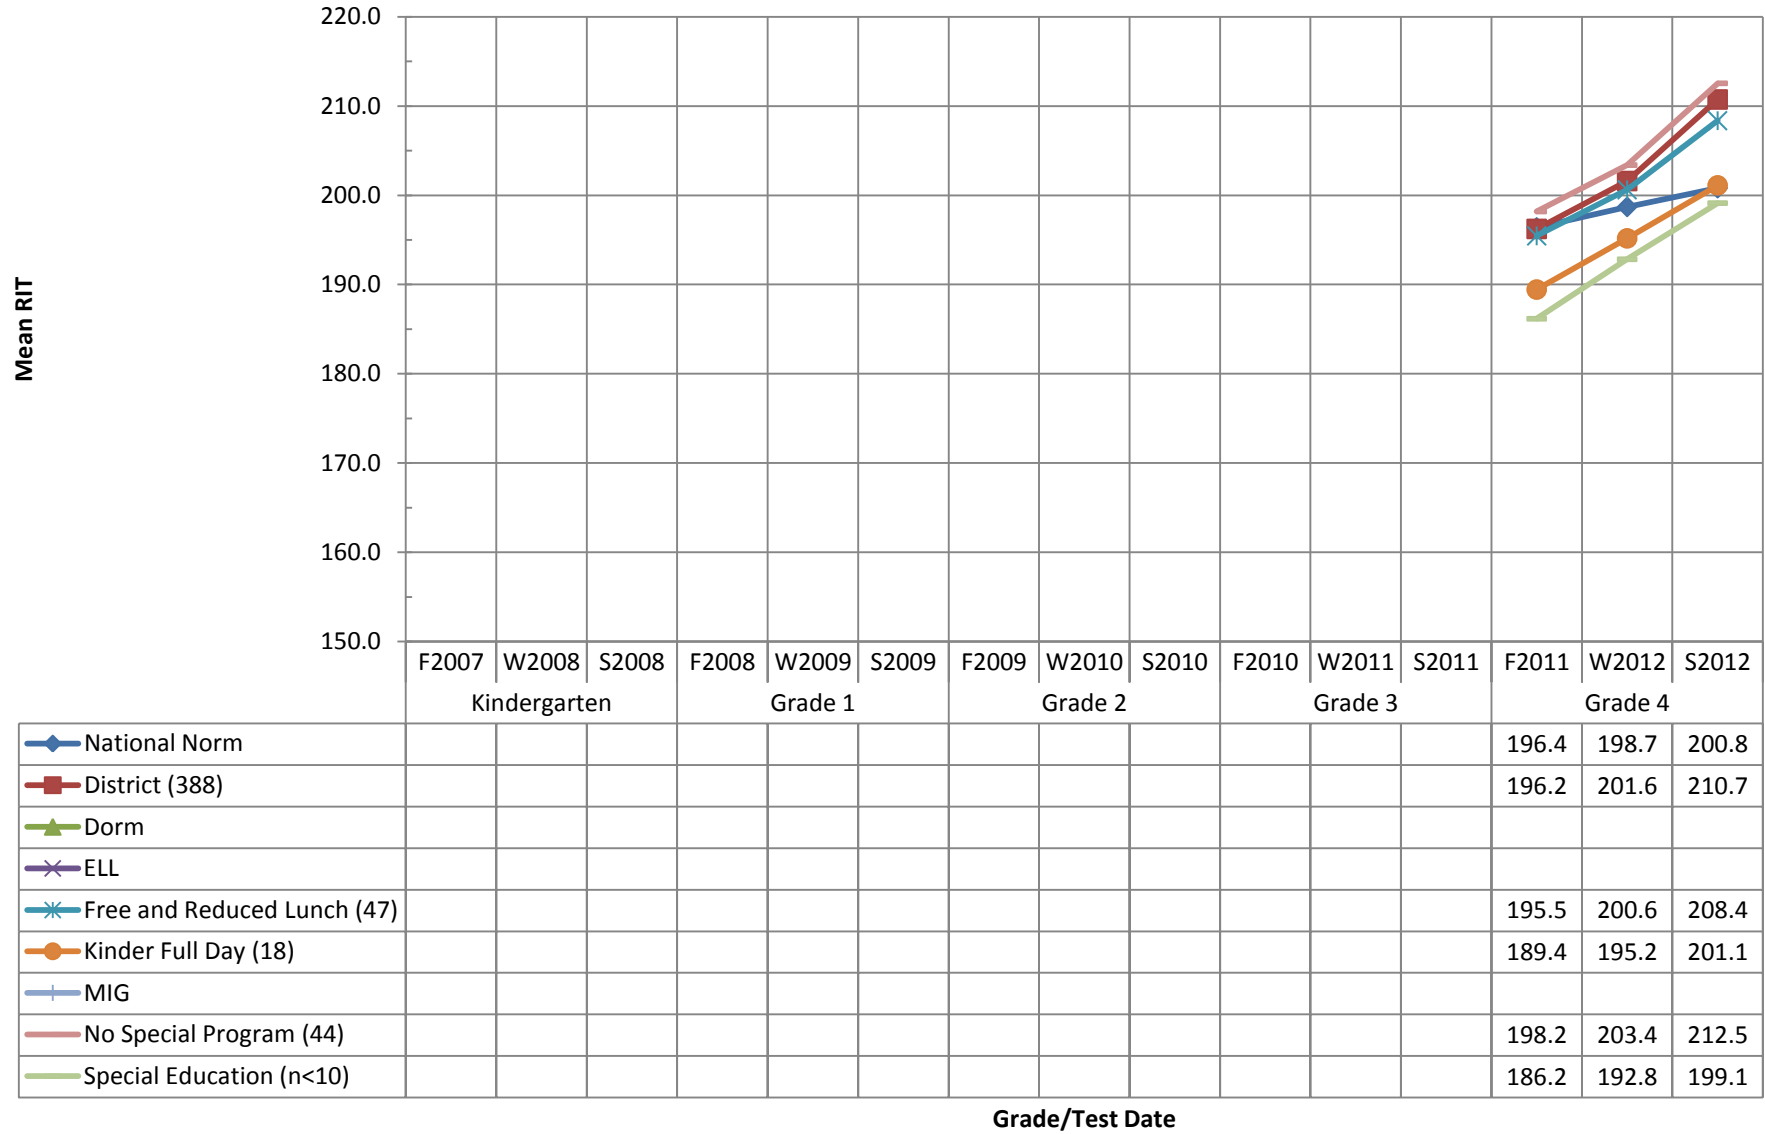 220.0
210.0
200.0
190.0
180.0
170.0
160.0
150.0
Mean RIT
F2007 W2008 S2008 F2008 W2009 S2009 F2009 W2010 S2010 F2010 W2011 S2011 F2011 W2012 S2012
Kindergarten Grade 1 Grade 2 Grade 3 Grade 4
National Norm 196.4 198.7 200.8
District (388) 196.2 201.6 210.7
Dorm
ELL
Free and Reduced Lunch (47) 195.5 200.6 208.4
Kinder Full Day (18) 189.4 195.2 201.1
MIG
No Special Program (44) 198.2 203.4 212.5
Special Education (n<10) 186.2 192.8 199.1
Grade/Test Date